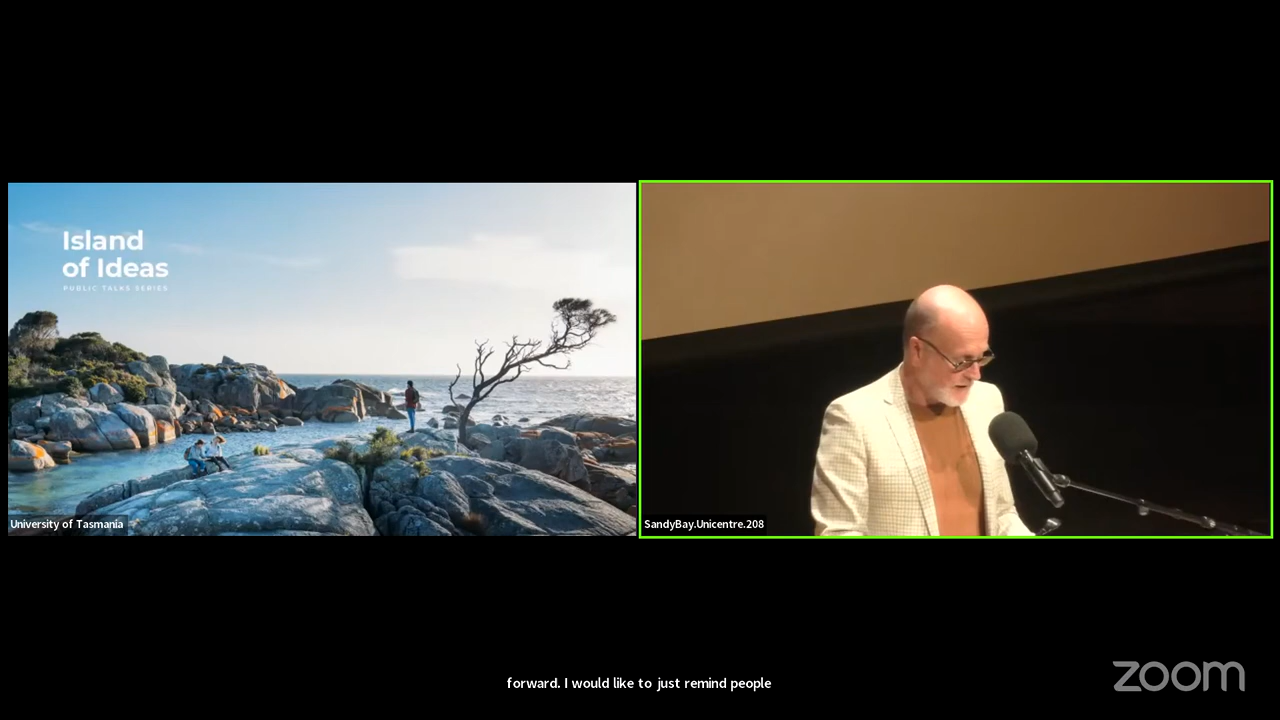 Island
of Ideas
PUBLIC TALKS SERIES
University of Tasmania
SandyBay.Unicentre.208
forward. I would like to just remind people
zoom